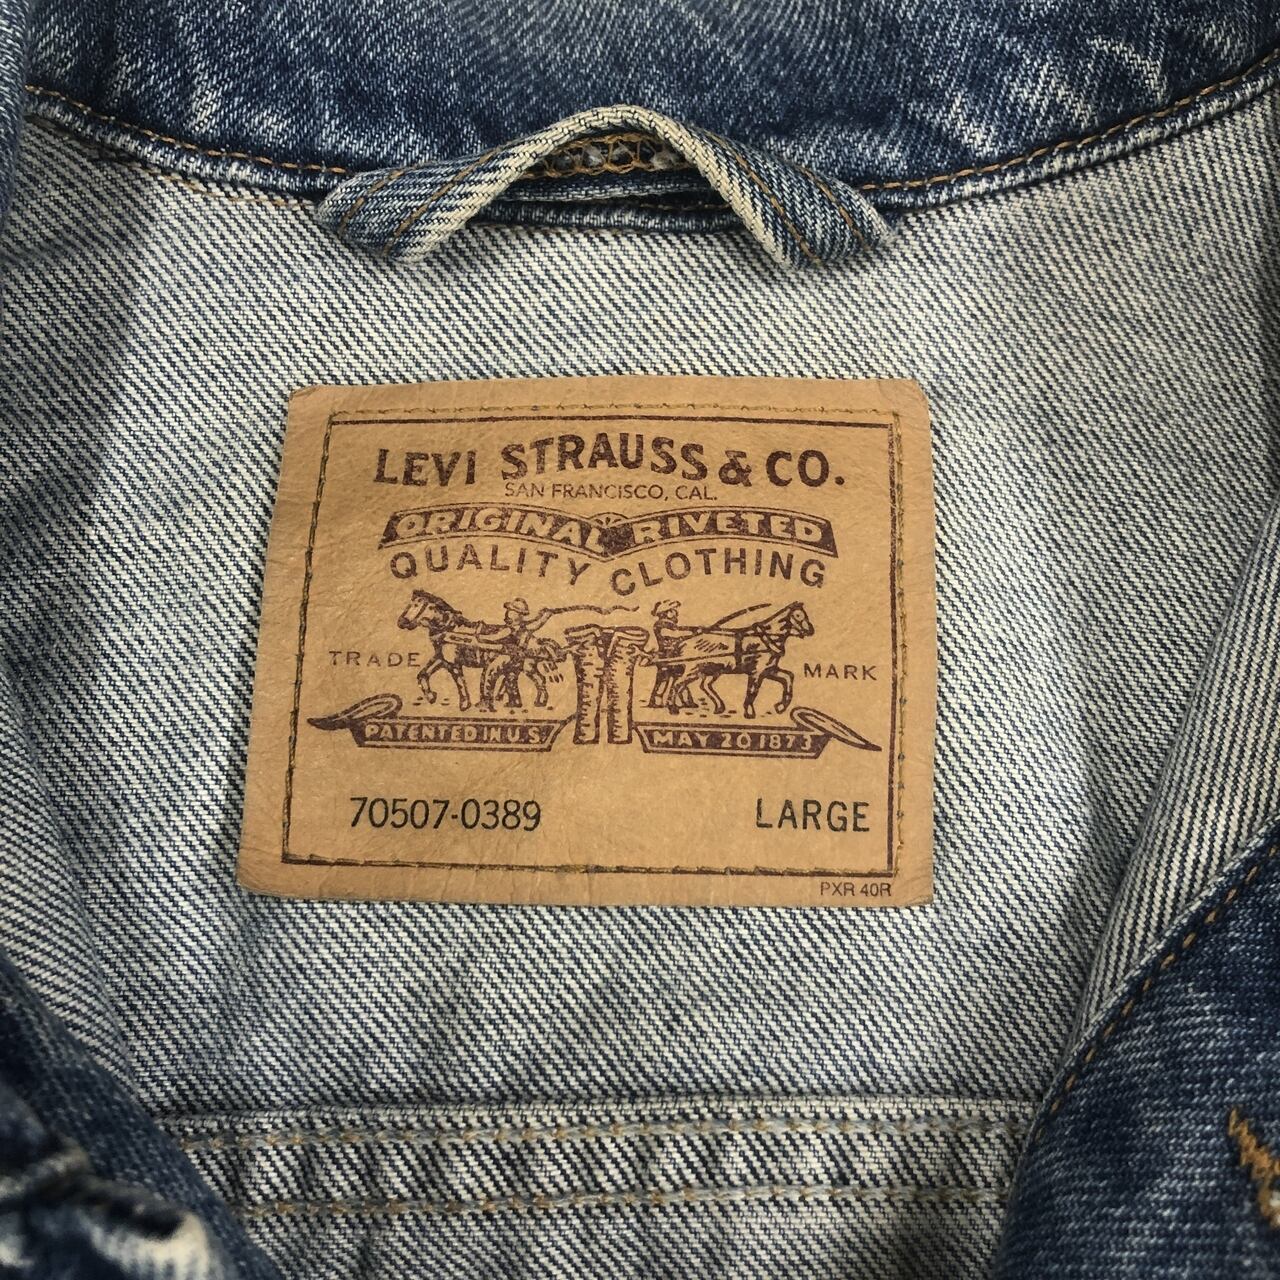 LEVI STRAUSS & CO.
SAN FRANCISCO, CAL.
ORIGINAL RIVETED
QUALITY CLOTHING
TRADE MARK
PATENTED IN U.S. MAY 20 1873
70507-0389 LARGE
PXR 40R